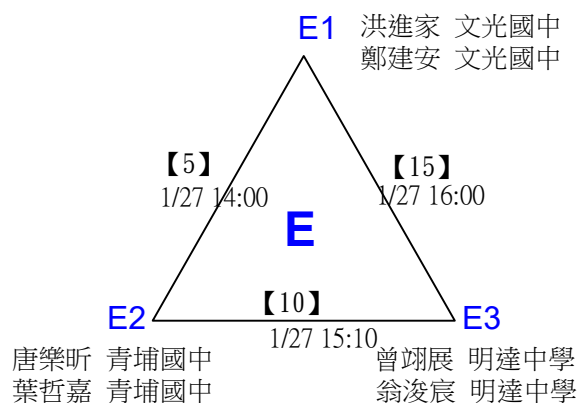 E1
洪進家 文光國中
鄭建安 文光國中
【5】
1/27 14:00
【15】
1/27 16:00
E
E2
【10】
1/27 15:10
E3
唐樂昕 青埔國中
葉哲嘉 青埔國中
曾翊展 明達中學
翁浚宸 明達中學